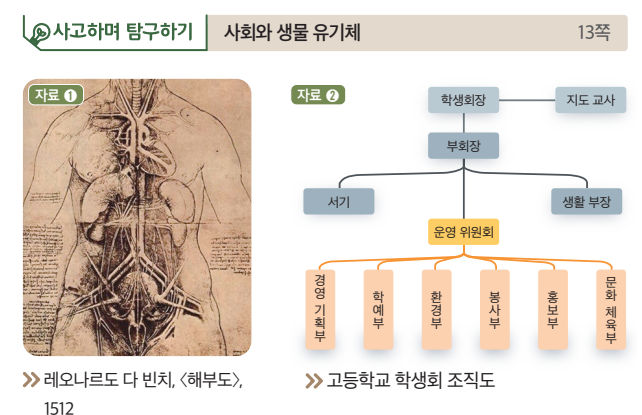 사고하며 탐구하기 사회와 생물 유기체 13쪽
자료 1
자료 2
학생회장 지도 교사
부회장
서기 생활 부장
운영 위원회
경영 기획부
학예부
환경부
봉사부
홍보부
문화 체육부
레오나르도 다 빈치, 〈해부도〉,
1512
고등학교 학생회 조직도